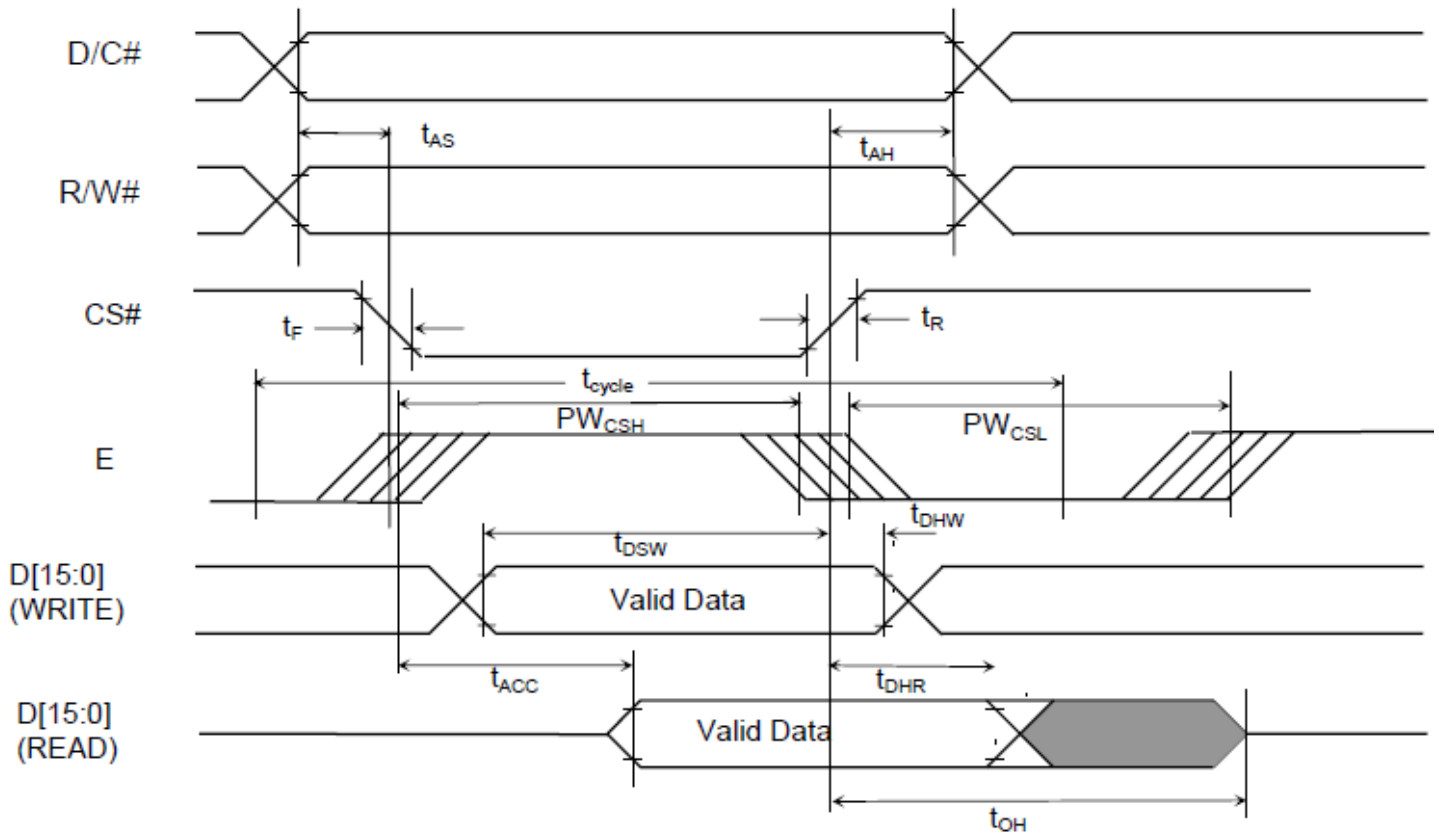 D/C#
tAS
tAH
R/W#
CS#
tF
tR
tcycle
PWCSH
PWCSL
E
tDHW
tDSW
D[15:0]
(WRITE)
Valid Data
tACC
tDHR
D[15:0]
(READ)
Valid Data
tOH